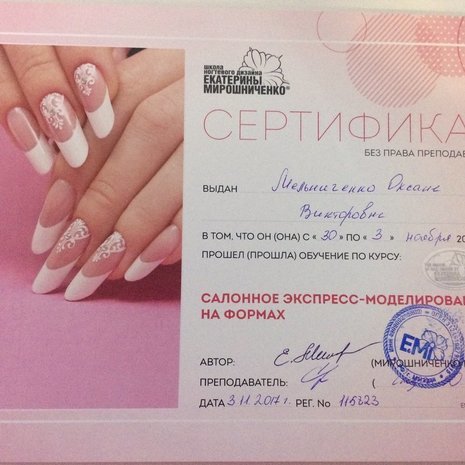 ШКОЛА
НОГТЕВОГО ДИЗАЙНА
ЕКАТЕРИНЫ
МИРОШНИЧЕНКО®
СЕРТИФИКА
БЕЗ ПРАВА ПРЕПОДАВ
ВЫДАН Мельниченко Оксане
Викторовне
В ТОМ, ЧТО ОН (ОНА) С «30» ПО «3» ноября 20
ПРОШЕЛ (ПРОШЛА) ОБУЧЕНИЕ ПО КУРСУ:
САЛОННОЕ ЭКСПРЕСС-МОДЕЛИРОВА
НА ФОРМАХ
АВТОР: (МИРОШНИЧЕНКО
ПРЕПОДАВАТЕЛЬ: (
ДАТА 3.11.2017 г. РЕГ. № 115823
EMI